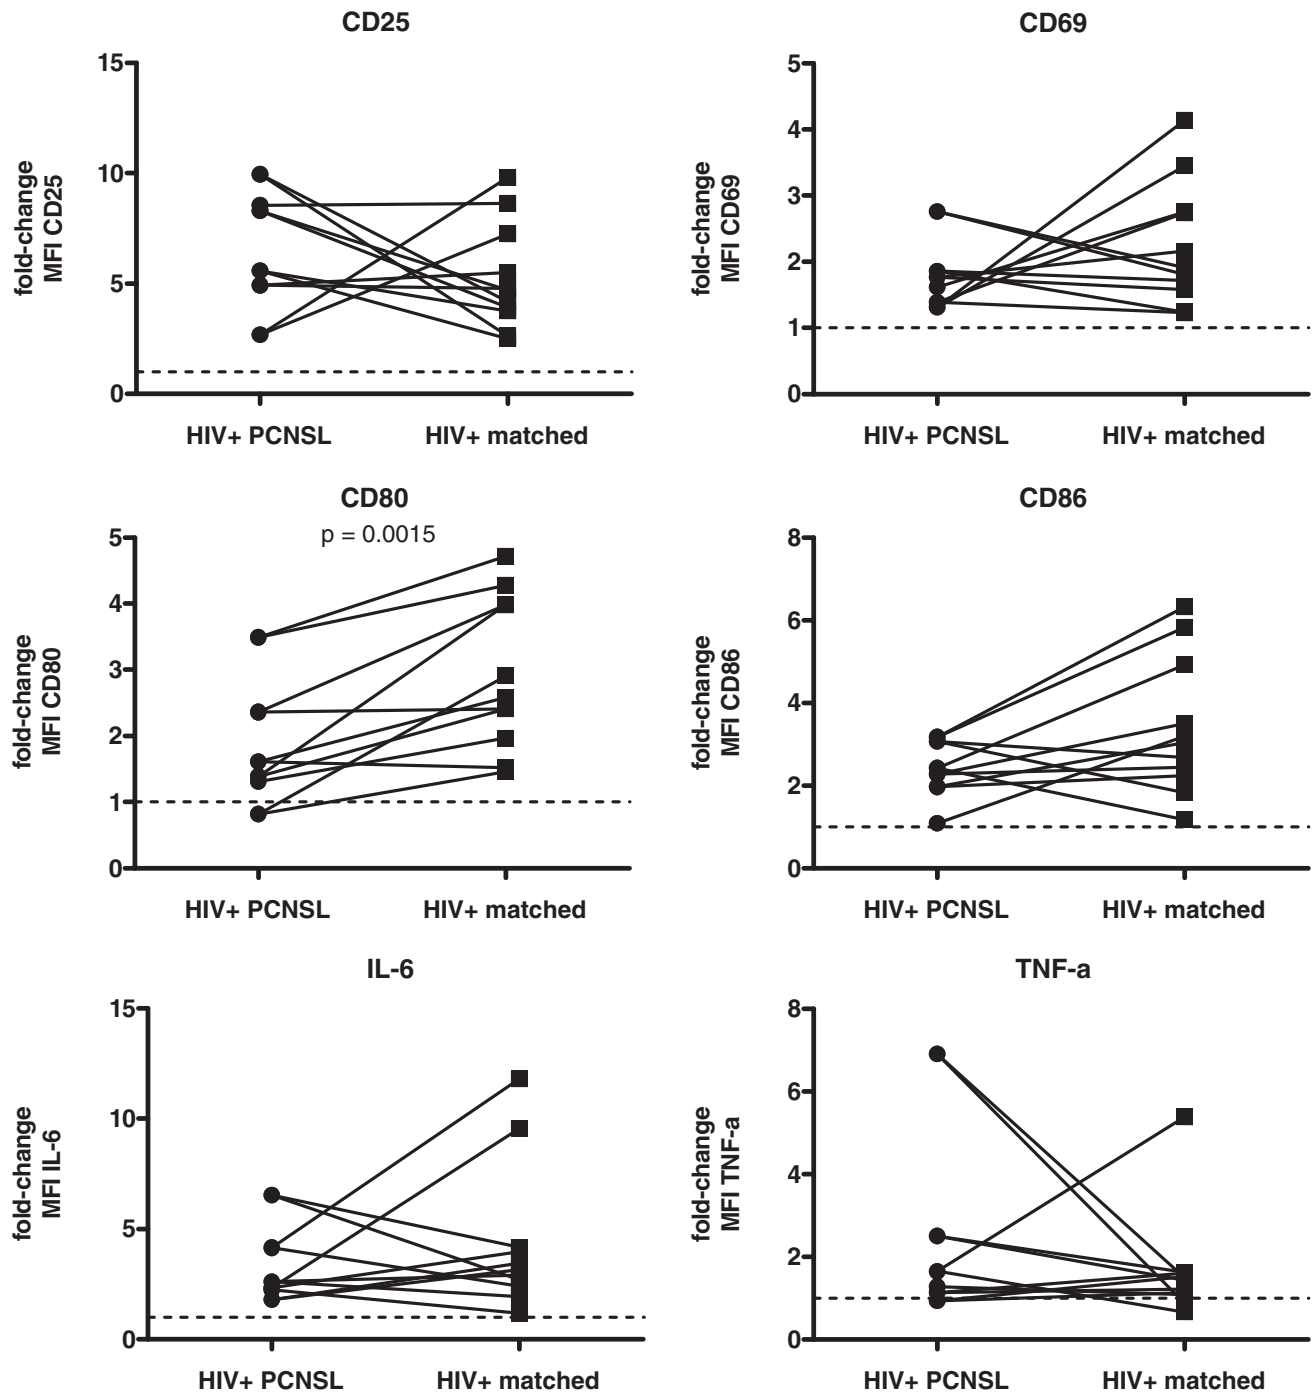 CD25
fold-change
MFI CD25
15
10
5
0
HIV+ PCNSL
HIV+ matched
CD69
fold-change
MFI CD69
5
4
3
2
1
0
HIV+ PCNSL
HIV+ matched
CD80
p = 0.0015
fold-change
MFI CD80
5
4
3
2
1
0
HIV+ PCNSL
HIV+ matched
CD86
fold-change
MFI CD86
8
6
4
2
0
HIV+ PCNSL
HIV+ matched
IL-6
fold-change
MFI IL-6
15
10
5
0
HIV+ PCNSL
HIV+ matched
TNF-a
fold-change
MFI TNF-a
8
6
4
2
0
HIV+ PCNSL
HIV+ matched